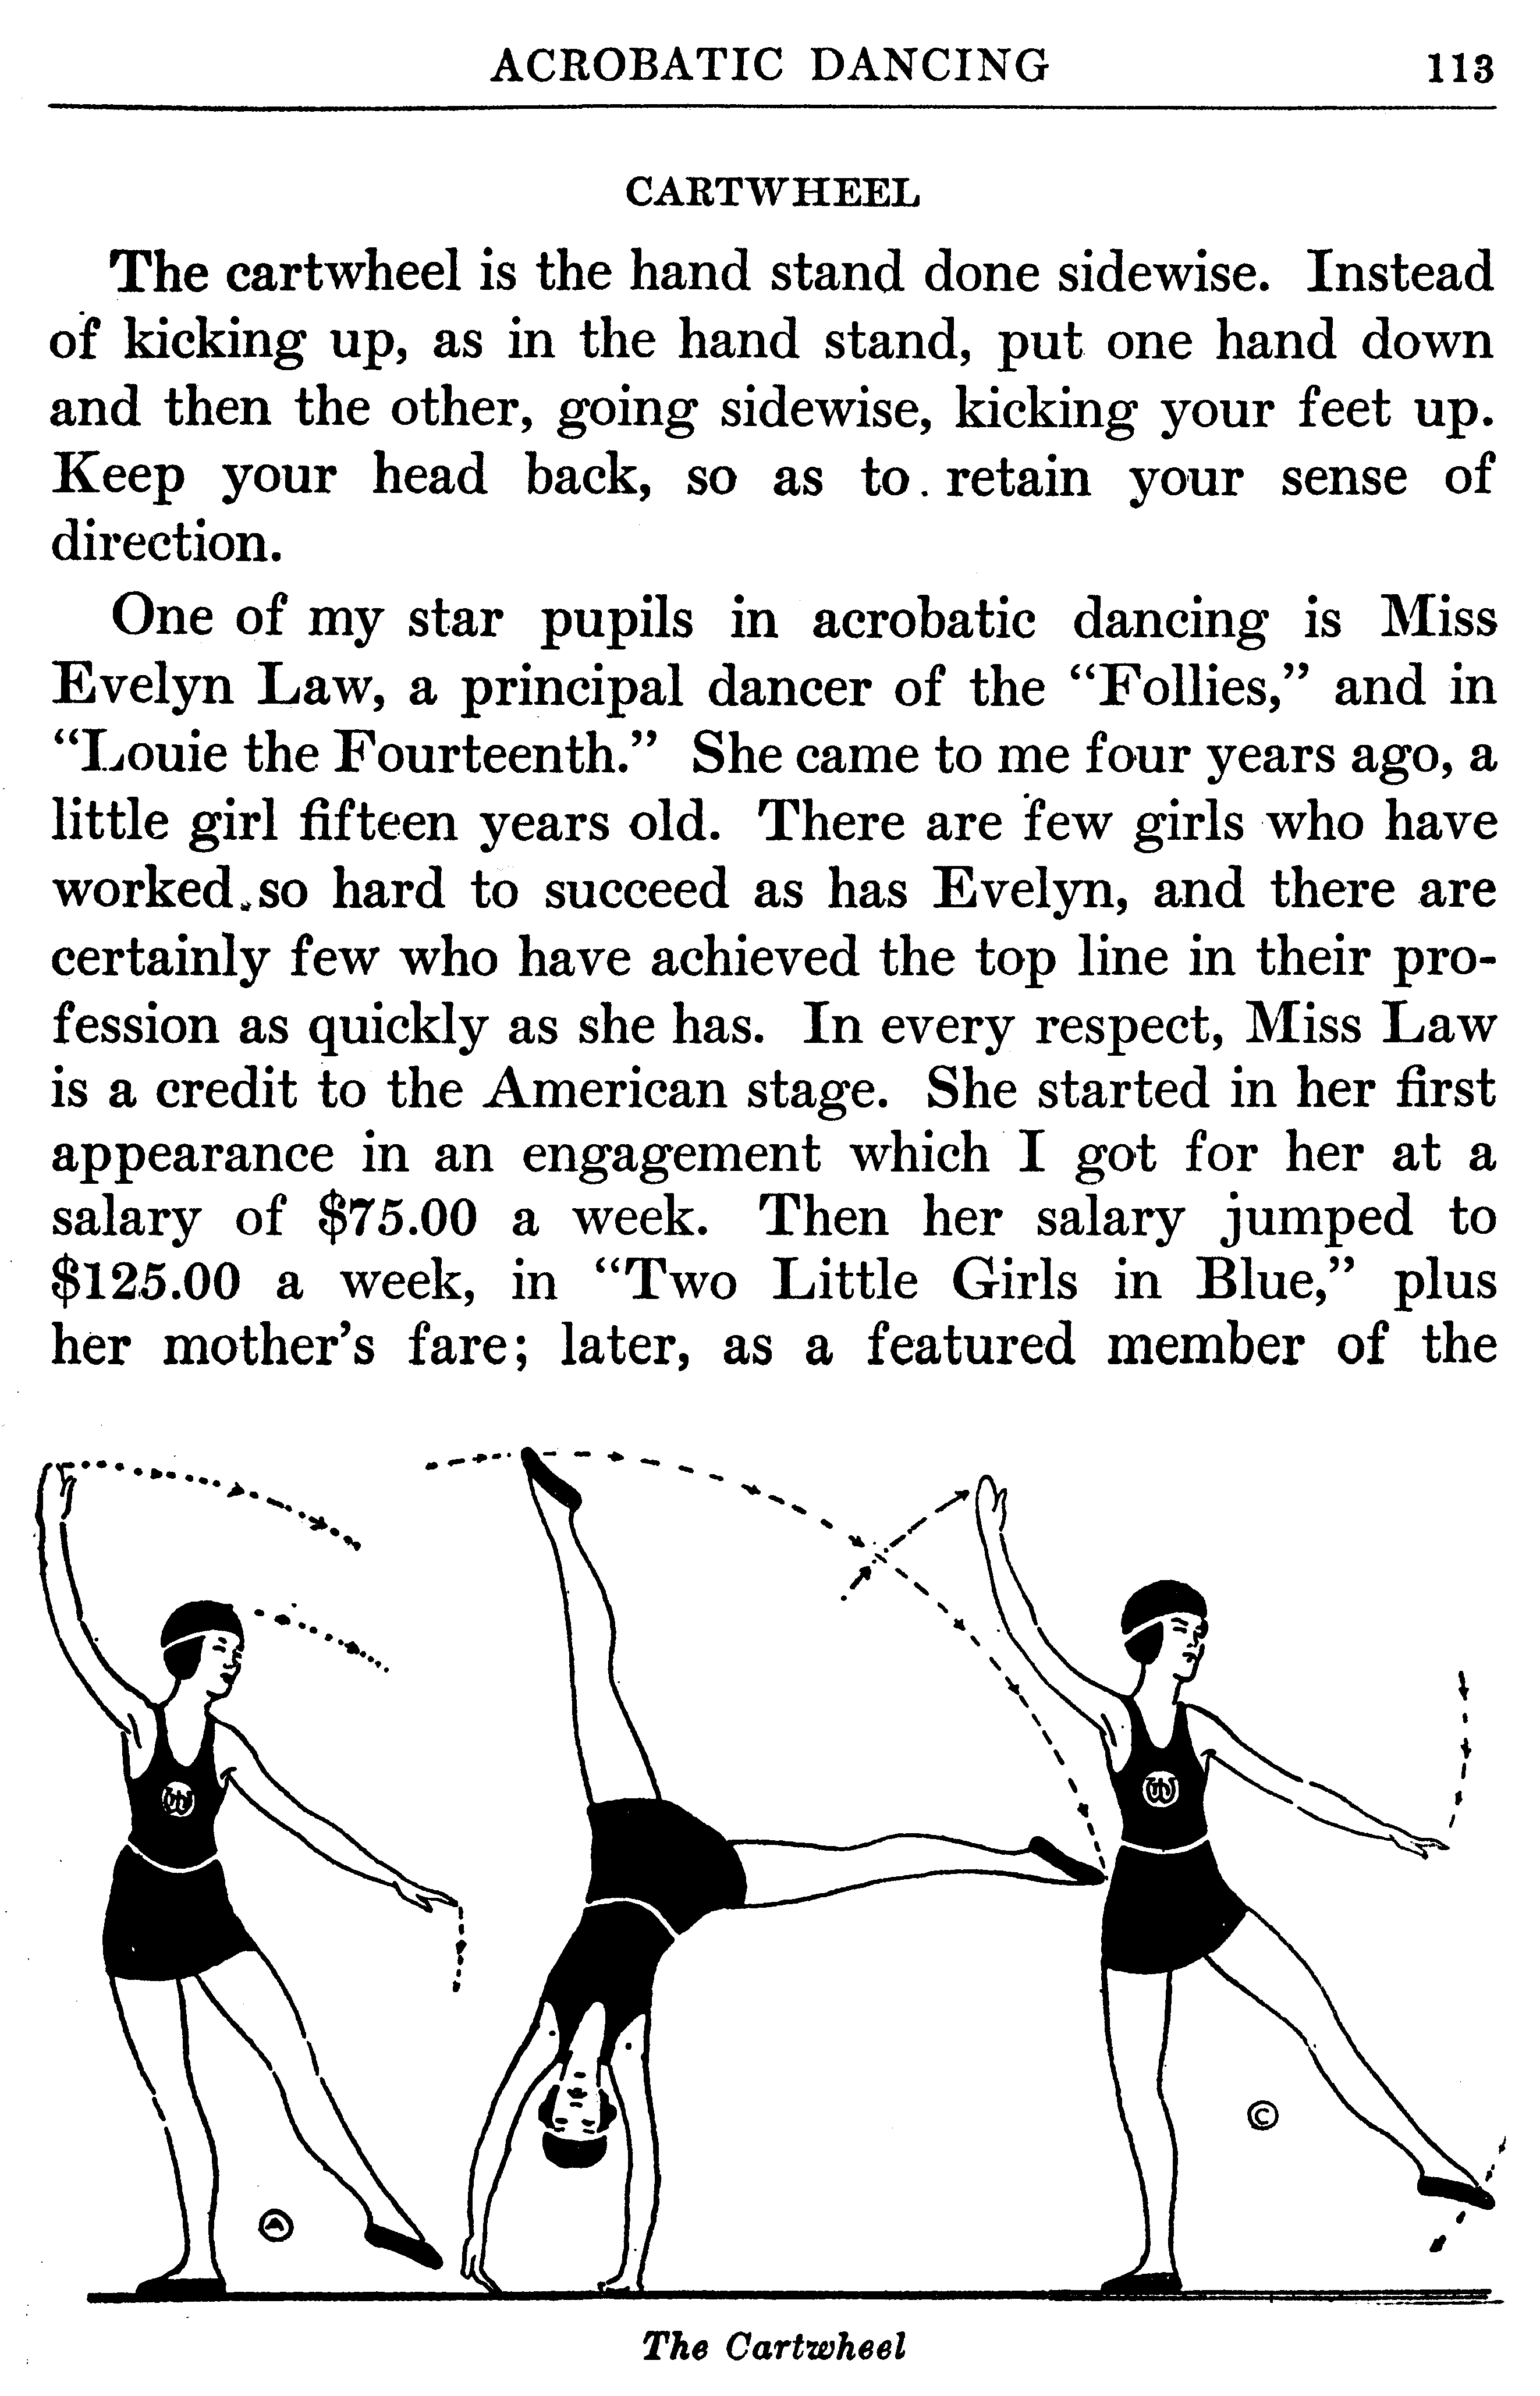 ACROBATIC DANCING 113
CARTWHEEL
The cartwheel is the hand stand done sidewise. Instead
of kicking up, as in the hand stand, put one hand down
and then the other, going sidewise, kicking your feet up.
Keep your head back, so as to retain your sense of
direction.
One of my star pupils in acrobatic dancing is Miss
Evelyn Law, a principal dancer of the “Follies,” and in
“Louie the Fourteenth.” She came to me four years ago, a
little girl fifteen years old. There are few girls who have
worked so hard to succeed as has Evelyn, and there are
certainly few who have achieved the top line in their pro-
fession as quickly as she has. In every respect, Miss Law
is a credit to the American stage. She started in her first
appearance in an engagement which I got for her at a
salary of $75.00 a week. Then her salary jumped to
$125.00 a week, in “Two Little Girls in Blue,” plus
her mother’s fare; later, as a featured member of the
A
C
The Cartwheel